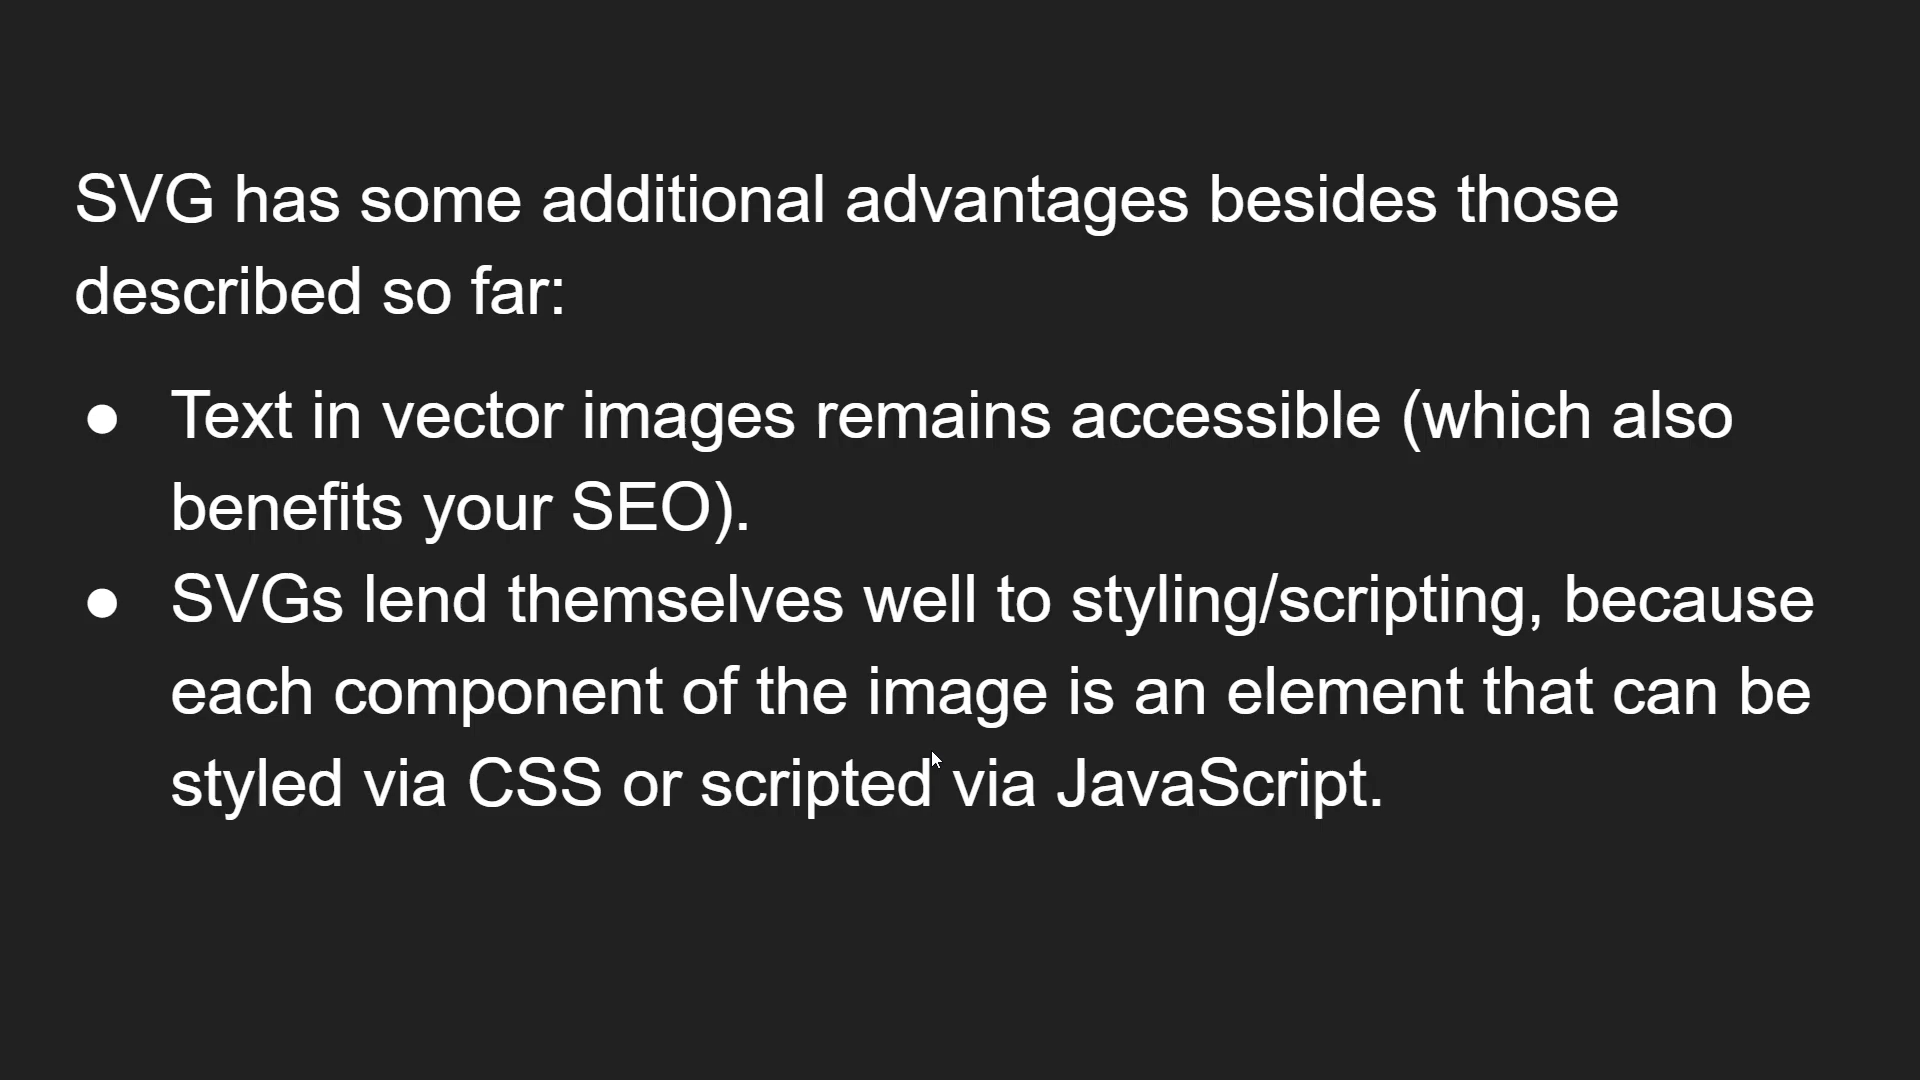 SVG has some additional advantages besides those
described so far:
● Text in vector images remains accessible (which also
benefits your SEO).
● SVGs lend themselves well to styling/scripting, because
each component of the image is an element that can be
styled via CSS or scripted via JavaScript.